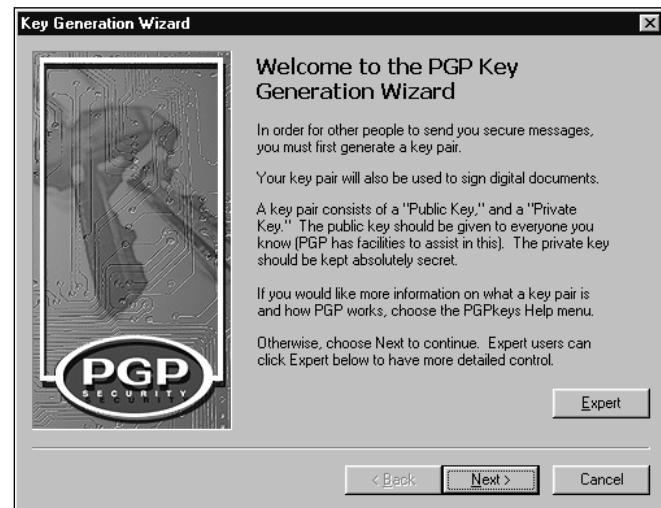 Key Generation Wizard
Welcome to the PGP Key
Generation Wizard
In order for other people to send you secure messages,
you must first generate a key pair.
Your key pair will also be used to sign digital documents.
A key pair consists of a "Public Key," and a "Private
Key." The public key should be given to everyone you
know (PGP has facilities to assist in this). The private key
should be kept absolutely secret.
If you would like more information on what a key pair is
and how PGP works, choose the PGPkeys Help menu.
Otherwise, choose Next to continue. Expert users can
click Expert below to have more detailed control.
PGP
SECURITY
Expert
< Back
Next >
Cancel